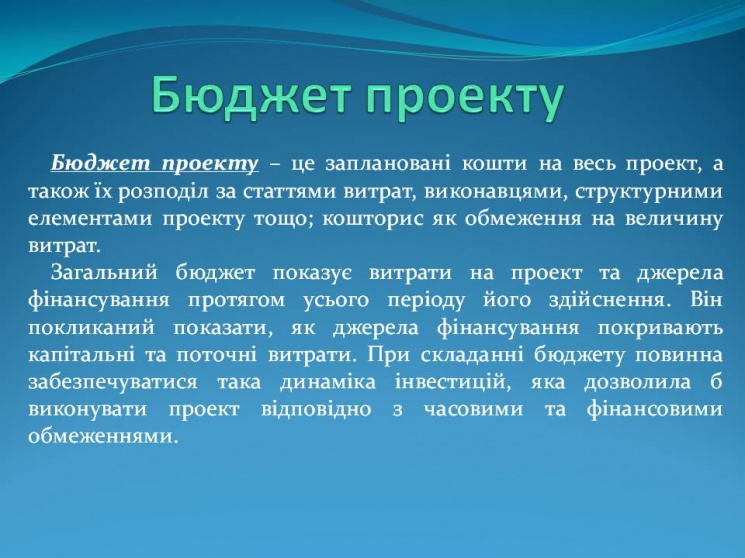 Бюджет проекту
Бюджет проекту – це заплановані кошти на весь проект, а
також їх розподіл за статтями витрат, виконавцями, структурними
елементами проекту тощо; кошторис як обмеження на величину
витрат.
Загальний бюджет показує витрати на проект та джерела
фінансування протягом усього періоду його здійснення. Він
покликаний показати, як джерела фінансування покривають
капітальні та поточні витрати. При складанні бюджету повинна
забезпечуватися така динаміка інвестицій, яка дозволила б
виконувати проект відповідно з часовими та фінансовими
обмеженнями.